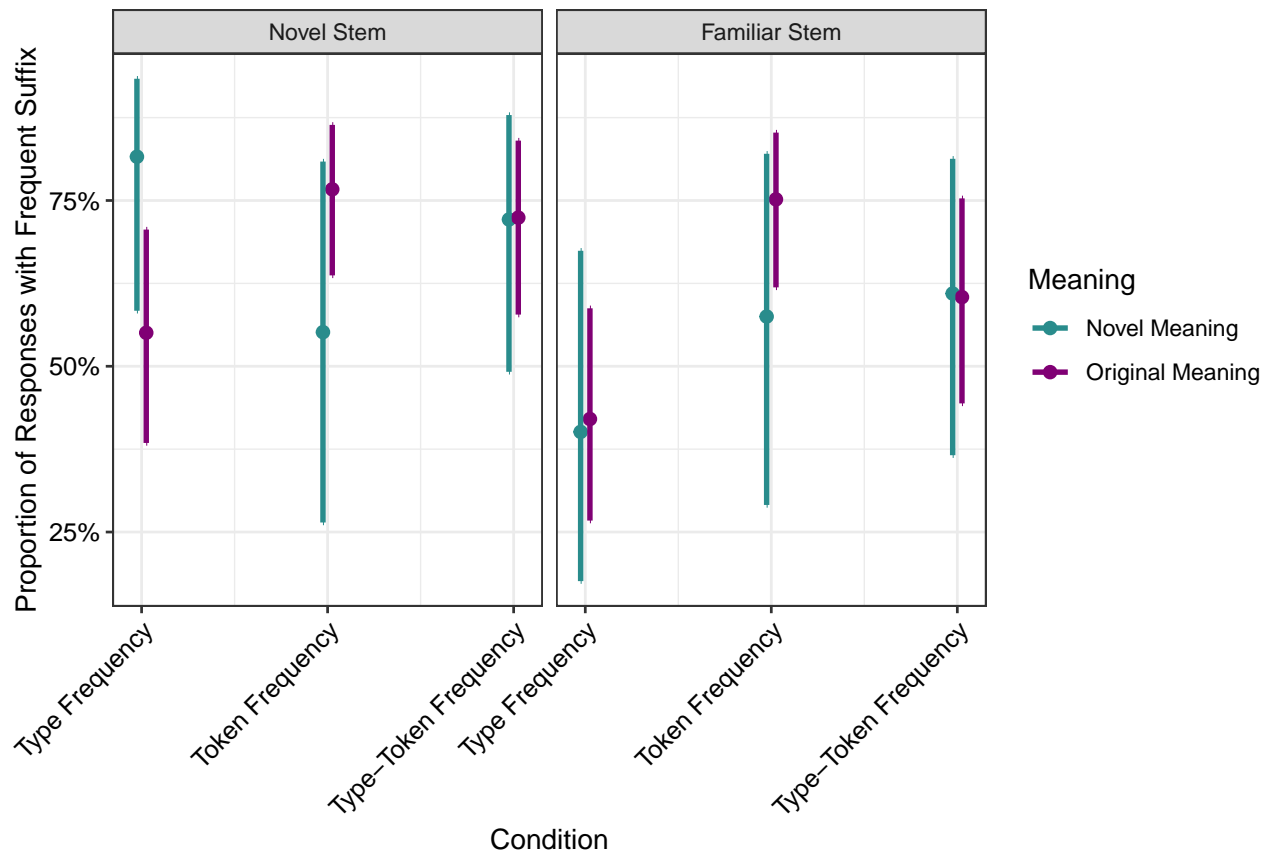 Novel Stem
Familiar Stem
Proportion of Responses with Frequent Suffix
75%
50%
25%
Type Frequency
Token Frequency
Type–Token Frequency
Type Frequency
Token Frequency
Type–Token Frequency
Condition
Meaning
Novel Meaning
Original Meaning